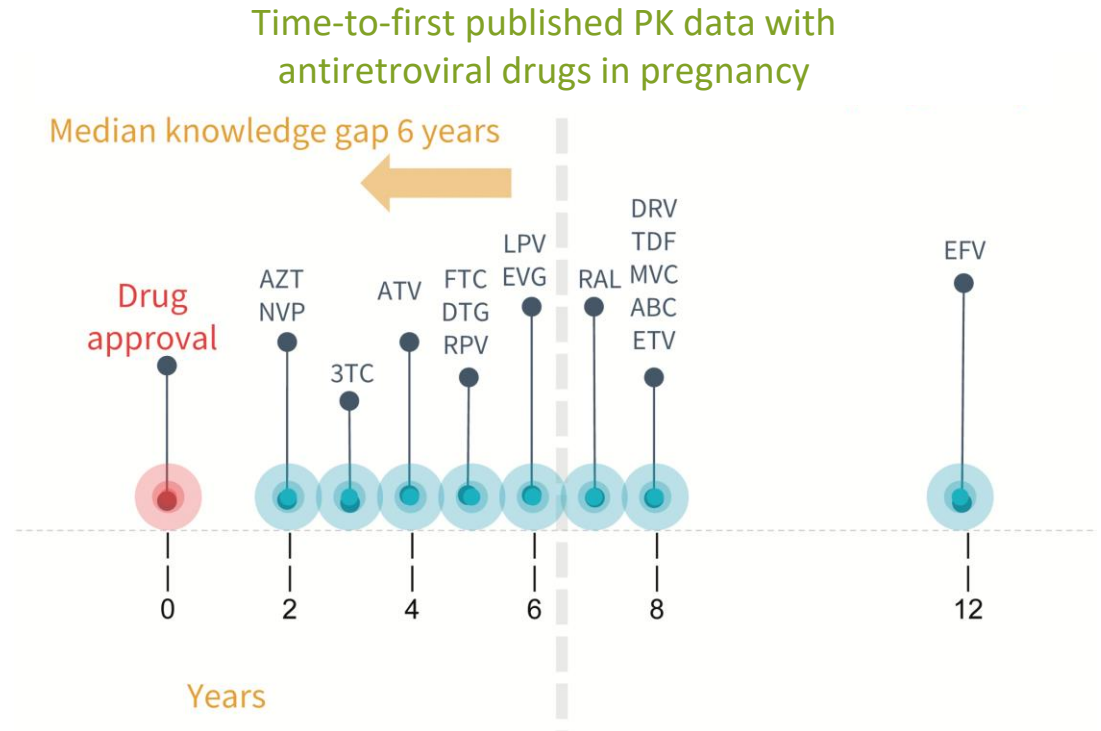 Time-to-first published PK data with
antiretroviral drugs in pregnancy
Median knowledge gap 6 years
Drug
approval
AZT
NVP
3TC
ATV
FTC
DTG
RPV
LPV
EVG
RAL
DRV
TDF
MVC
ABC
ETV
EFV
0
2
4
6
8
12
Years